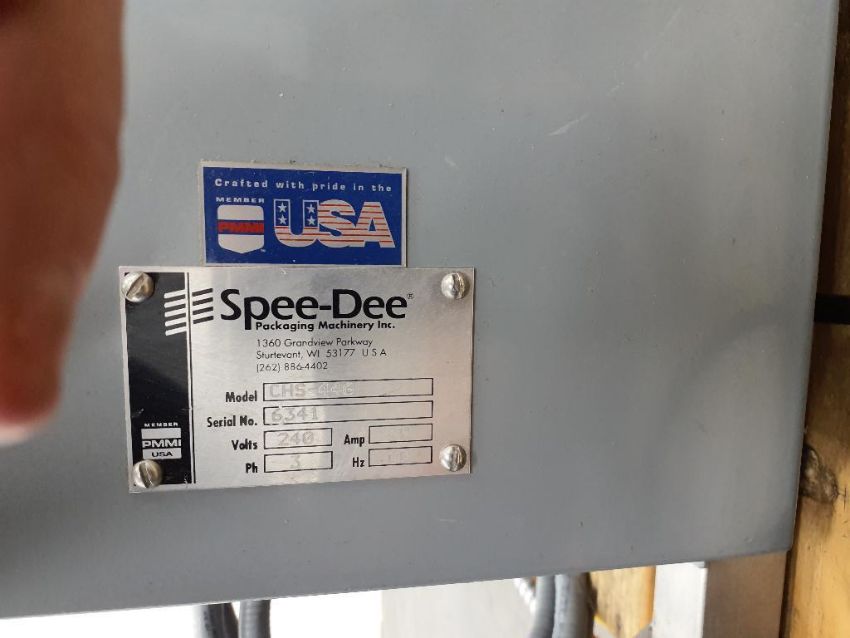 Crafted with pride in the
MEMBER
PMMI
USA
Spee-Dee®
Packaging Machinery Inc.
1360 Grandview Parkway
Sturtevant, WI 53177 U S A
(262) 886-4402
Model
Serial No. 6341
Volts 240 Amp
Ph 3 Hz
MEMBER
PMMI
USA